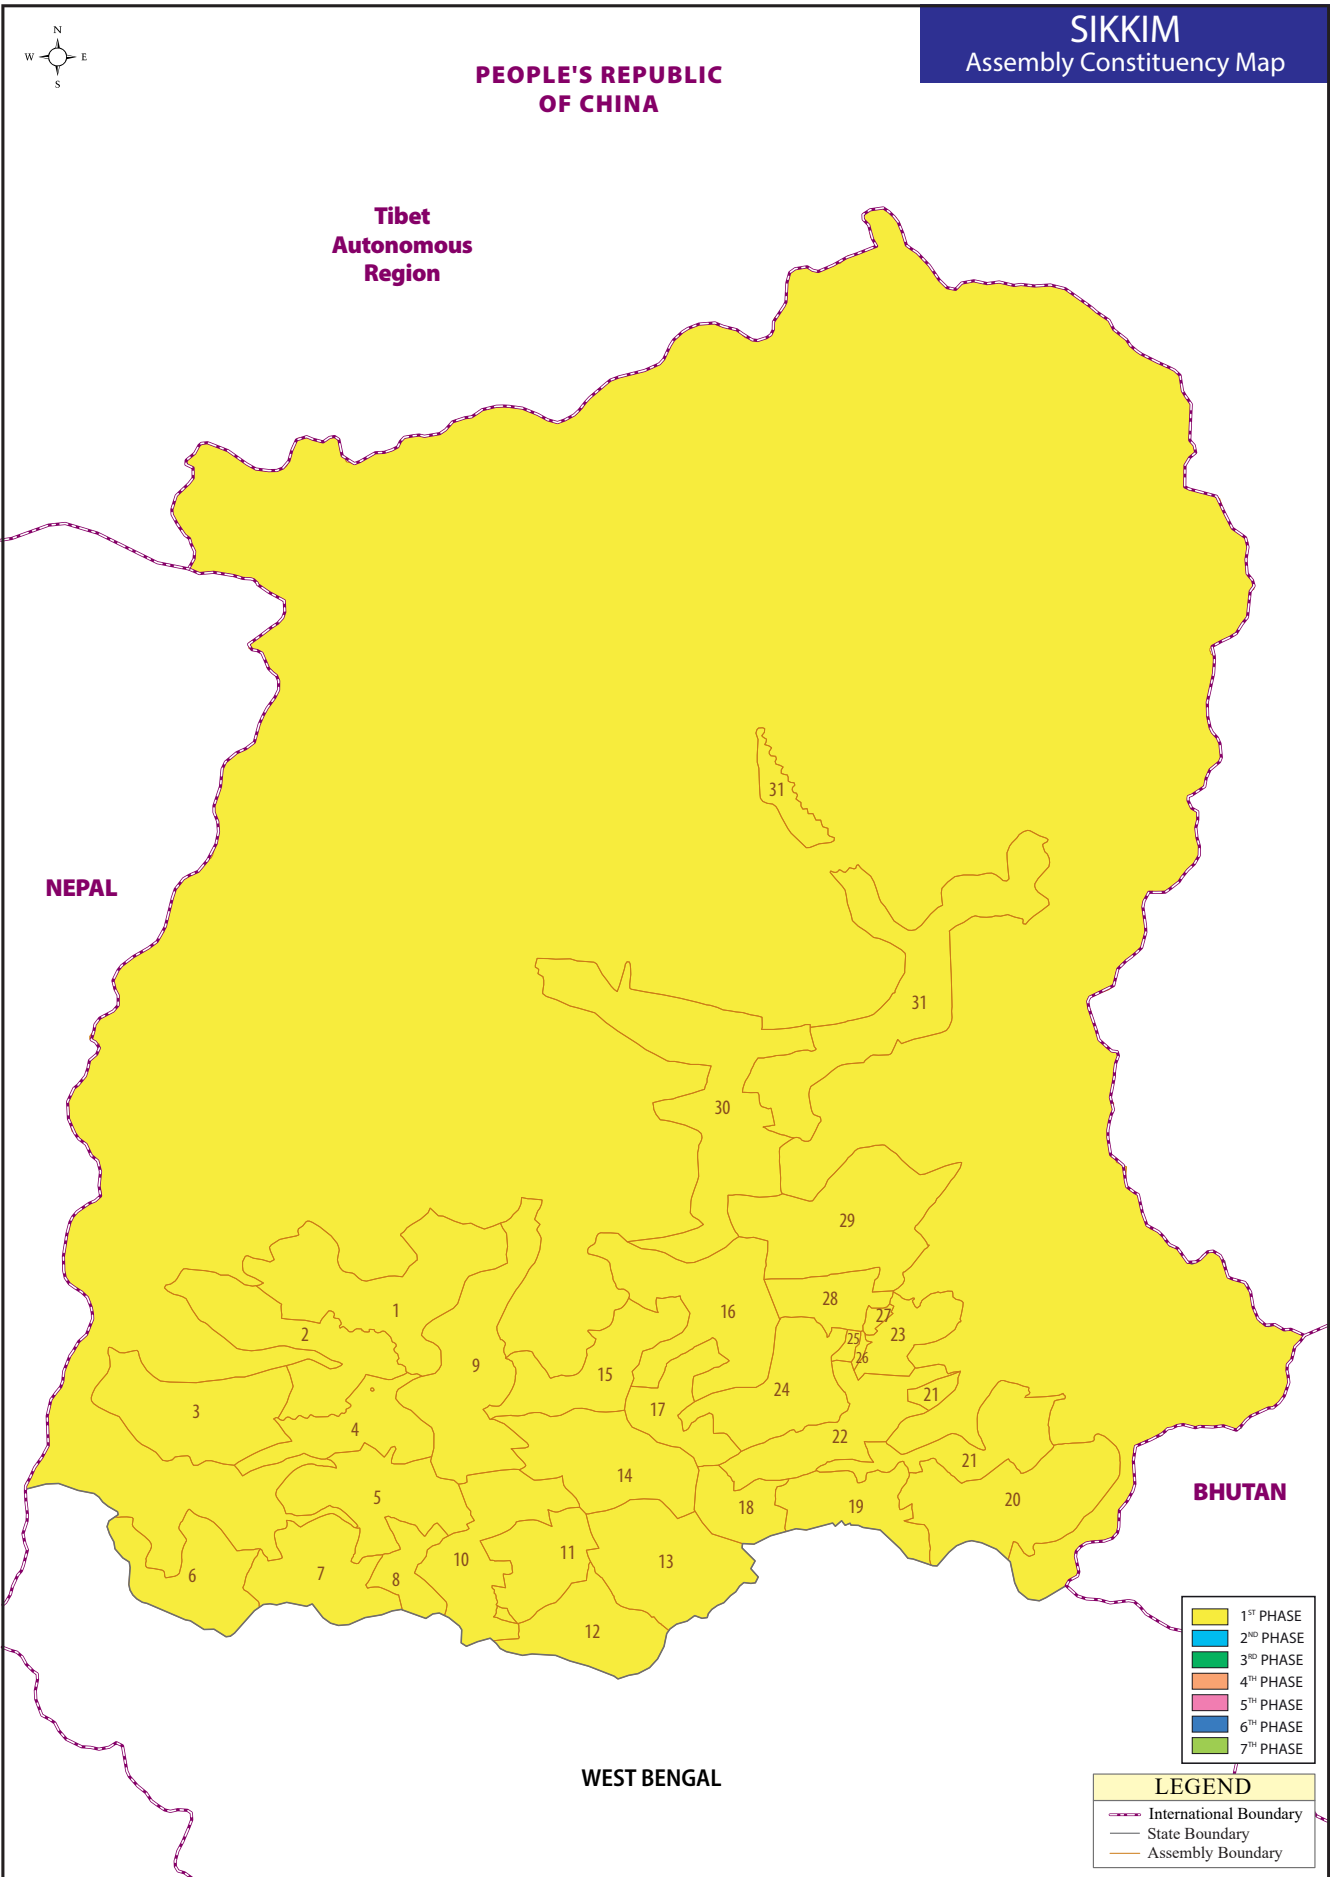 N
W E
S
SIKKIM
Assembly Constituency Map
PEOPLE'S REPUBLIC
OF CHINA
Tibet
Autonomous
Region
31
NEPAL
31
30
29
28
16
1
27
2
23
25
26
9
15
24
21
3
17
4
22
21
14
5
18
19
20
BHUTAN
11
10
13
7
6
8
12
1ST PHASE
2ND PHASE
3RD PHASE
4TH PHASE
5TH PHASE
6TH PHASE
7TH PHASE
WEST BENGAL
LEGEND
International Boundary
State Boundary
Assembly Boundary